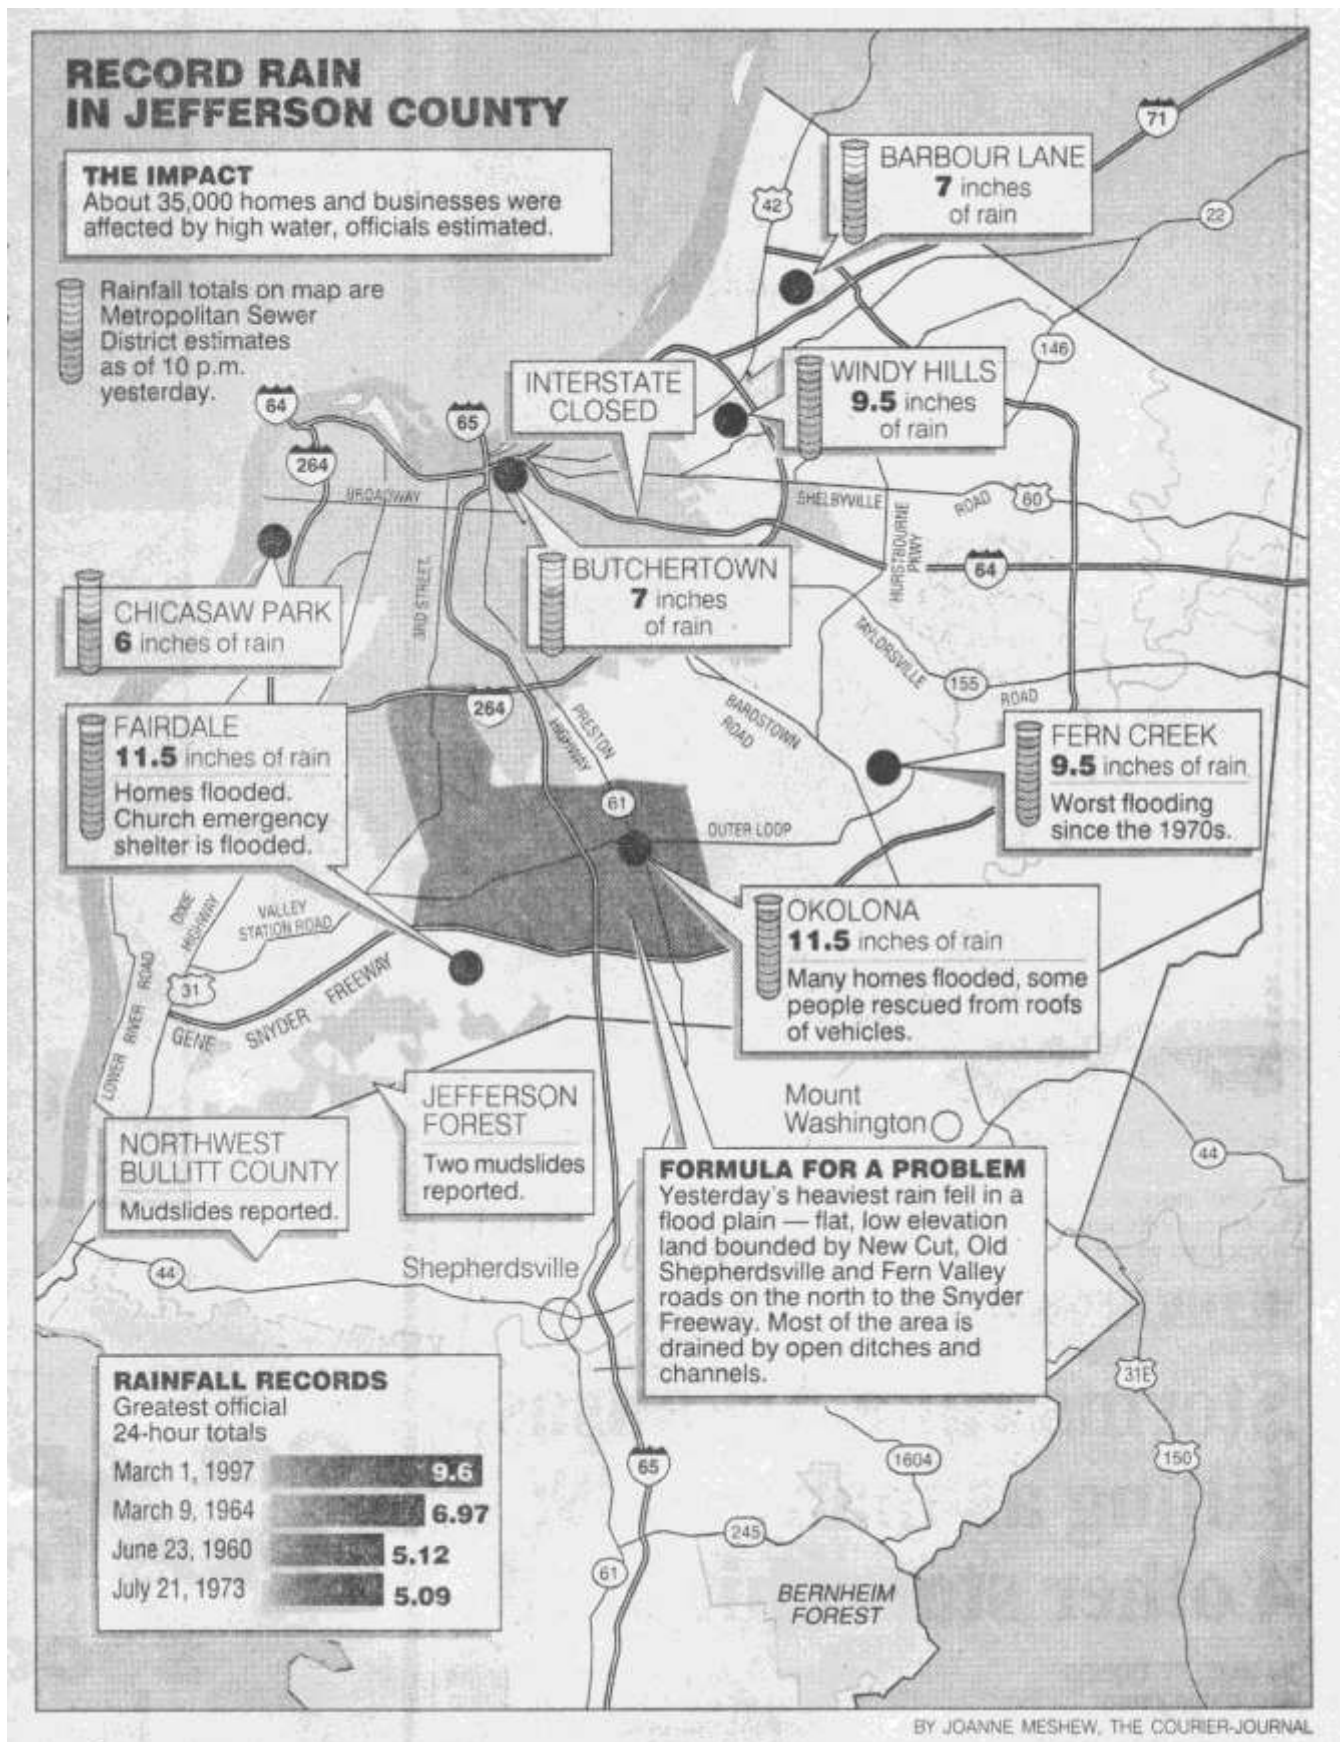 RECORD RAIN
IN JEFFERSON COUNTY
THE IMPACT
About 35,000 homes and businesses were
affected by high water, officials estimated.
Rainfall totals on map are
Metropolitan Sewer
District estimates
as of 10 p.m.
yesterday.
71
BARBOUR LANE
7 inches
of rain
42
22
146
INTERSTATE
CLOSED
WINDY HILLS
9.5 inches
of rain
64
65
264
BROADWAY
SHELBYVILLE
ROAD
60
HURSTBOURNE
PKWY
64
BUTCHERTOWN
7 inches
of rain
3RD STREET
CHICASAW PARK
6 inches of rain
TAYLORSVILLE
155
ROAD
264
PRESTON
HIGHWAY
BARDSTOWN
ROAD
FAIRDALE
11.5 inches of rain
Homes flooded.
Church emergency
shelter is flooded.
FERN CREEK
9.5 inches of rain
Worst flooding
since the 1970s.
61
OUTER LOOP
OKOLONA
11.5 inches of rain
Many homes flooded, some
people rescued from roofs
of vehicles.
DIXIE
HIGHWAY
VALLEY
STATION ROAD
31
LOWER RIVER ROAD
GENE SNYDER FREEWAY
JEFFERSON
FOREST
Two mudslides
reported.
Mount
Washington
NORTHWEST
BULLITT COUNTY
Mudslides reported.
44
FORMULA FOR A PROBLEM
Yesterday's heaviest rain fell in a
flood plain — flat, low elevation
land bounded by New Cut, Old
Shepherdsville and Fern Valley
roads on the north to the Snyder
Freeway. Most of the area is
drained by open ditches and
channels.
44
Shepherdsville
31E
RAINFALL RECORDS
Greatest official
24-hour totals
March 1, 1997 9.6
March 9, 1964 6.97
June 23, 1960 5.12
July 21, 1973 5.09
65
1604
150
245
61
BERNHEIM
FOREST
BY JOANNE MESHEW, THE COURIER-JOURNAL